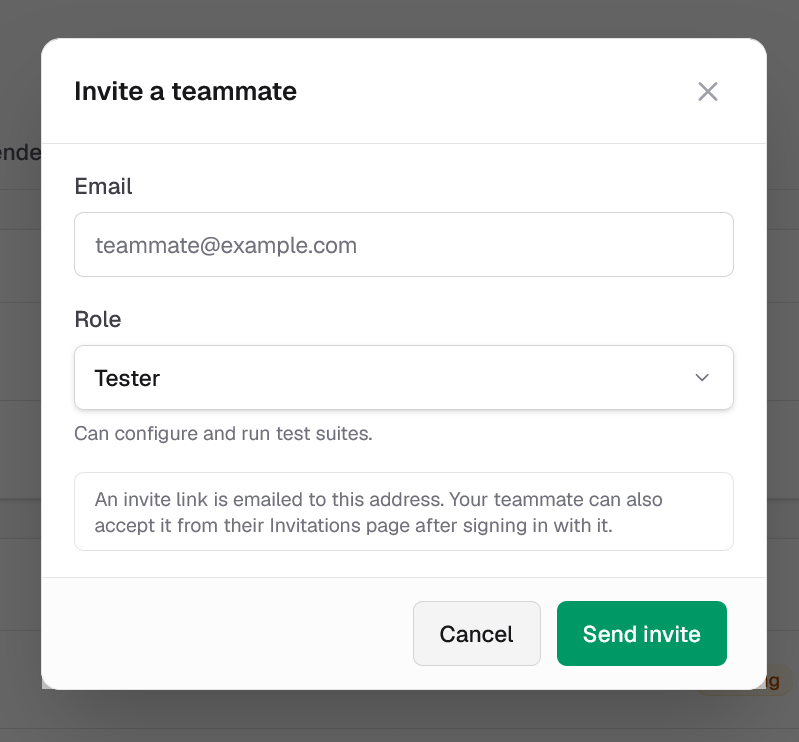 Invite a teammate
Email
teammate@example.com
Role
Tester
Can configure and run test suites.
An invite link is emailed to this address. Your teammate can also
accept it from their Invitations page after signing in with it.
Cancel
Send invite